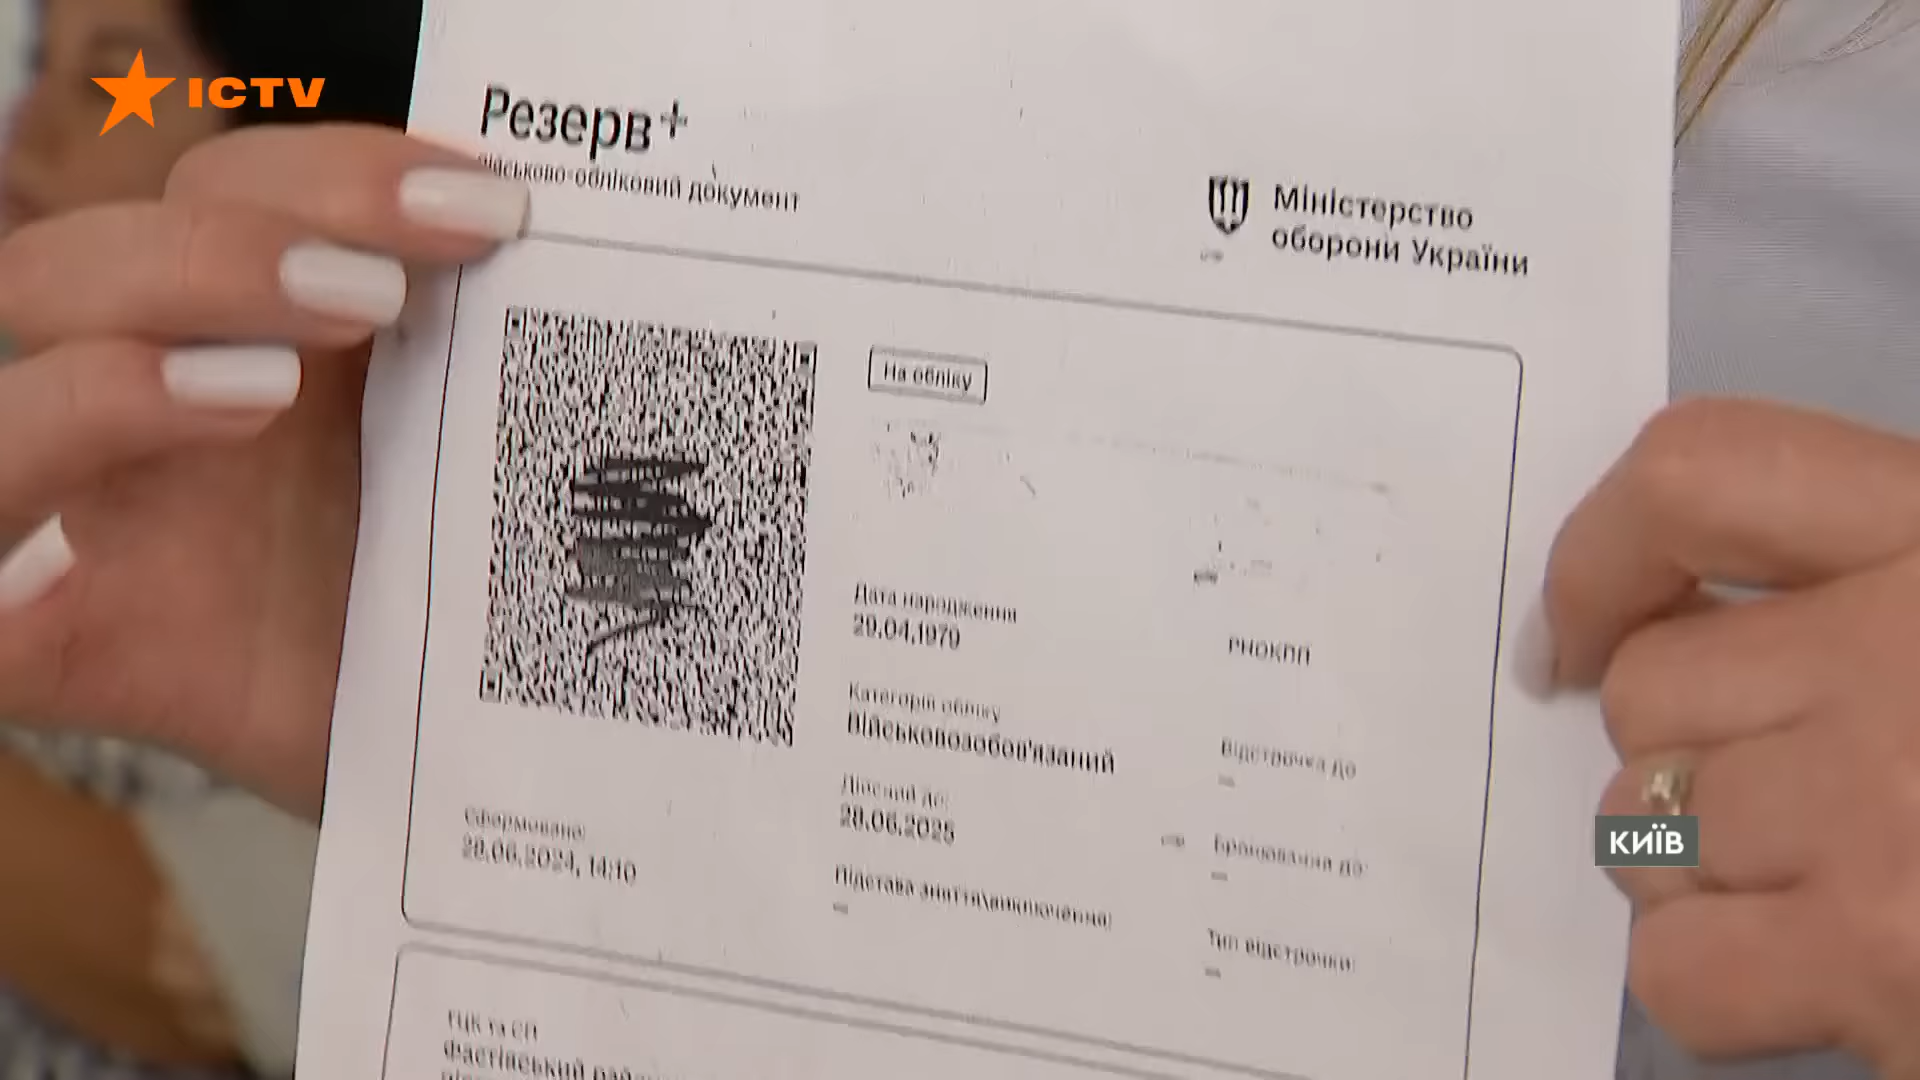 ICTV
Резерв+
Військово-обліковий документ
Міністерство
оборони України
На обліку
Дата народження
29.04.1979
РНОКПП
Категорія обліку
Військовозобов'язаний
Відстрочка до
–
Дійсний до:
28.06.2025
Бронювання до:
–
Сформовано:
28.06.2024, 14:10
Підстава зняття\виключення:
–
Тип відстрочки:
–
КИЇВ
ТЦК та СП
Фастівський